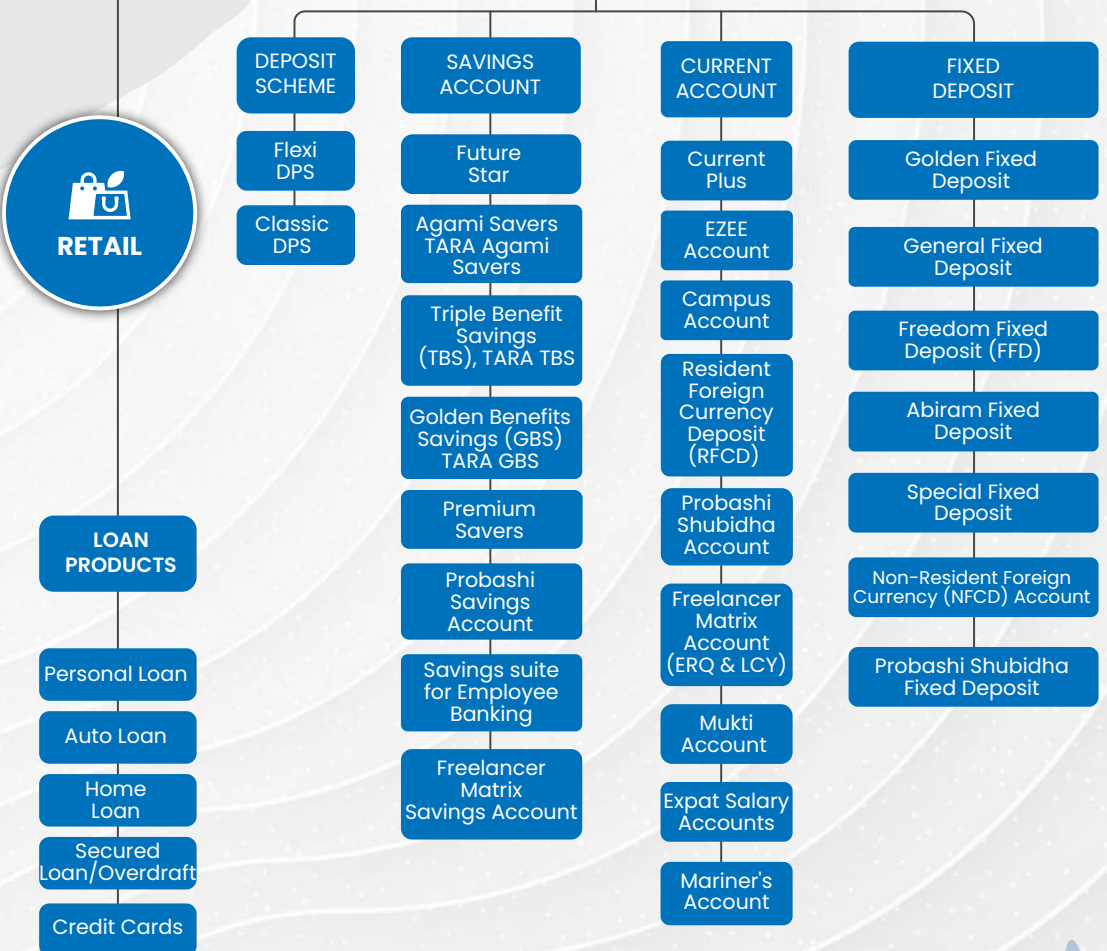 RETAIL
LOAN
PRODUCTS
Personal Loan
Auto Loan
Home
Loan
Secured
Loan/Overdraft
Credit Cards
DEPOSIT
SCHEME
Flexi
DPS
Classic
DPS
SAVINGS
ACCOUNT
Future
Star
Agami Savers
TARA Agami
Savers
Triple Benefit
Savings
(TBS), TARA TBS
Golden Benefits
Savings (GBS)
TARA GBS
Premium
Savers
Probashi
Savings
Account
Savings suite
for Employee
Banking
Freelancer
Matrix
Savings Account
CURRENT
ACCOUNT
Current
Plus
EZEE
Account
Campus
Account
Resident
Foreign
Currency
Deposit
(RFCD)
Probashi
Shubidha
Account
Freelancer
Matrix
Account
(ERQ & LCY)
Mukti
Account
Expat Salary
Accounts
Mariner's
Account
FIXED
DEPOSIT
Golden Fixed
Deposit
General Fixed
Deposit
Freedom Fixed
Deposit (FFD)
Abiram Fixed
Deposit
Special Fixed
Deposit
Non-Resident Foreign
Currency (NFCD) Account
Probashi Shubidha
Fixed Deposit